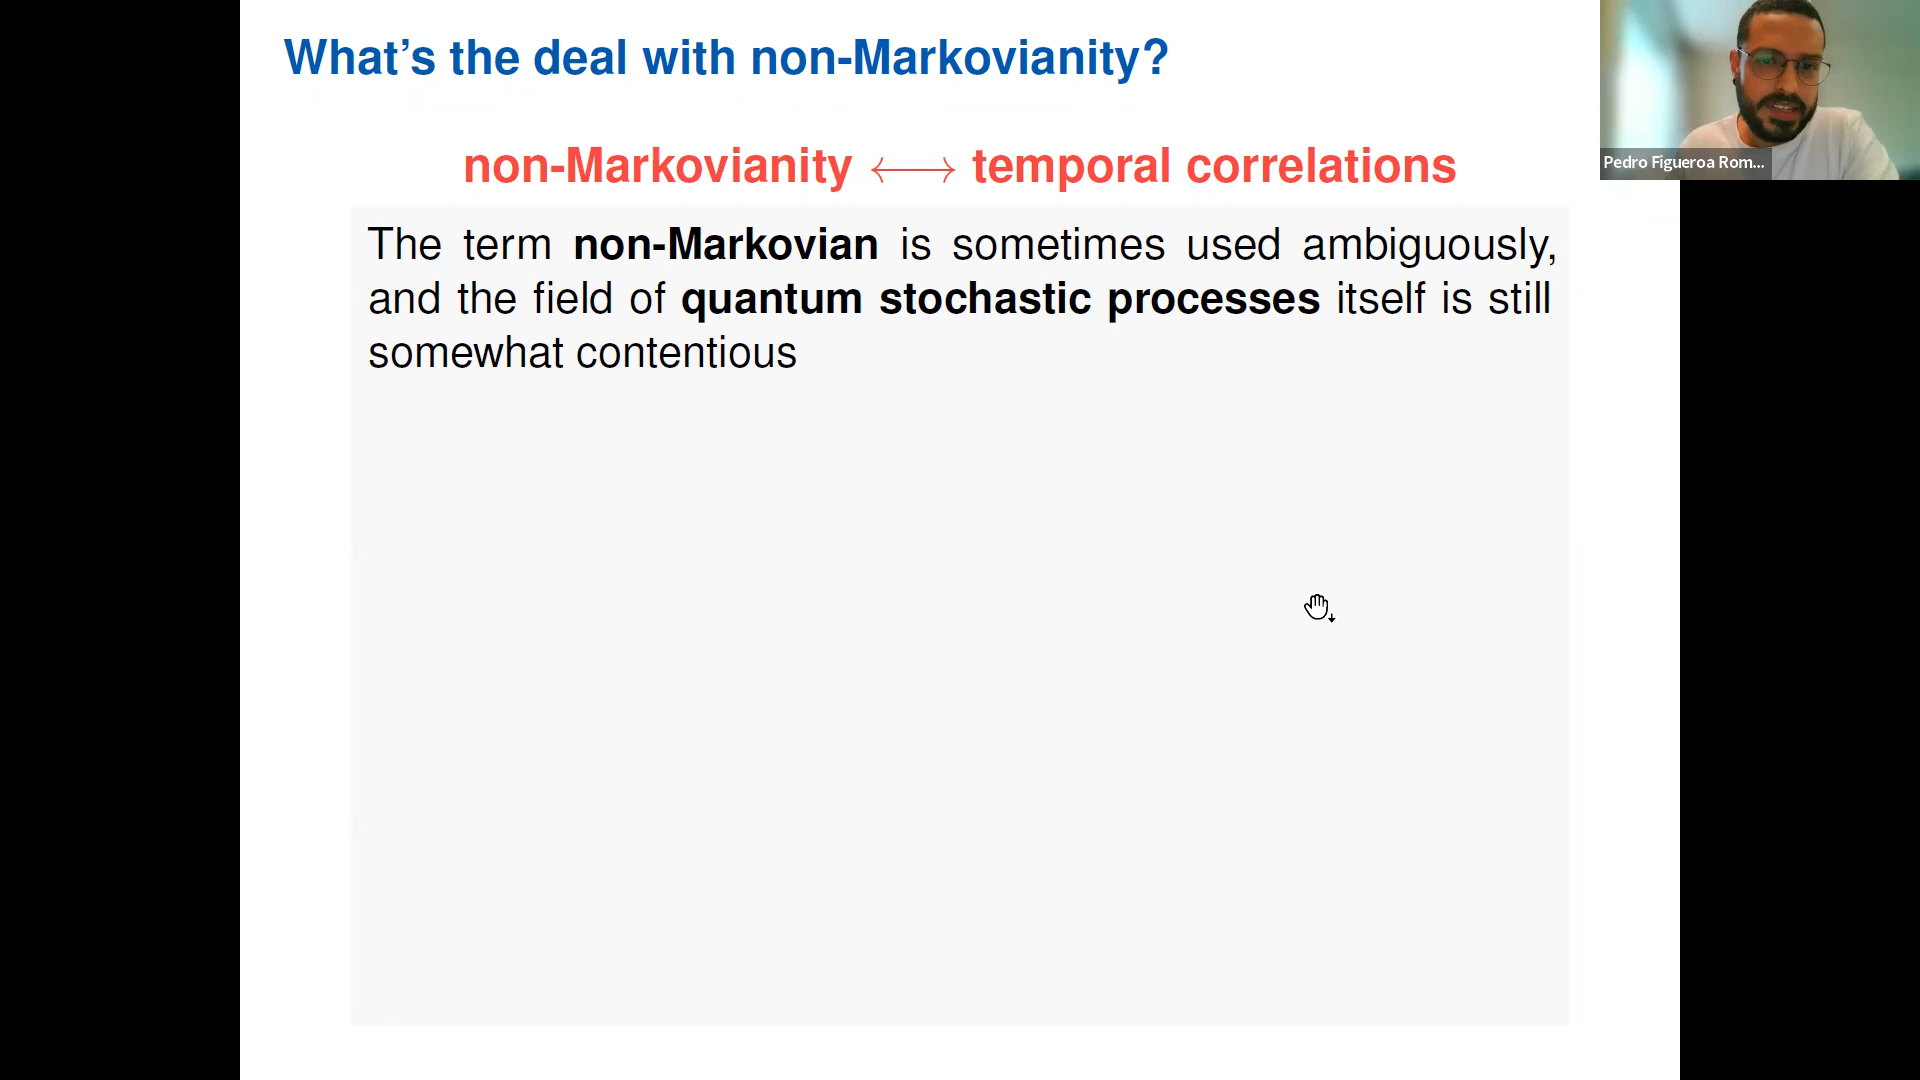 What's the deal with non-Markovianity?
non-Markovianity ⟷ temporal correlations
The term non-Markovian is sometimes used ambiguously,
and the field of quantum stochastic processes itself is still
somewhat contentious
Pedro Figueroa Rom...